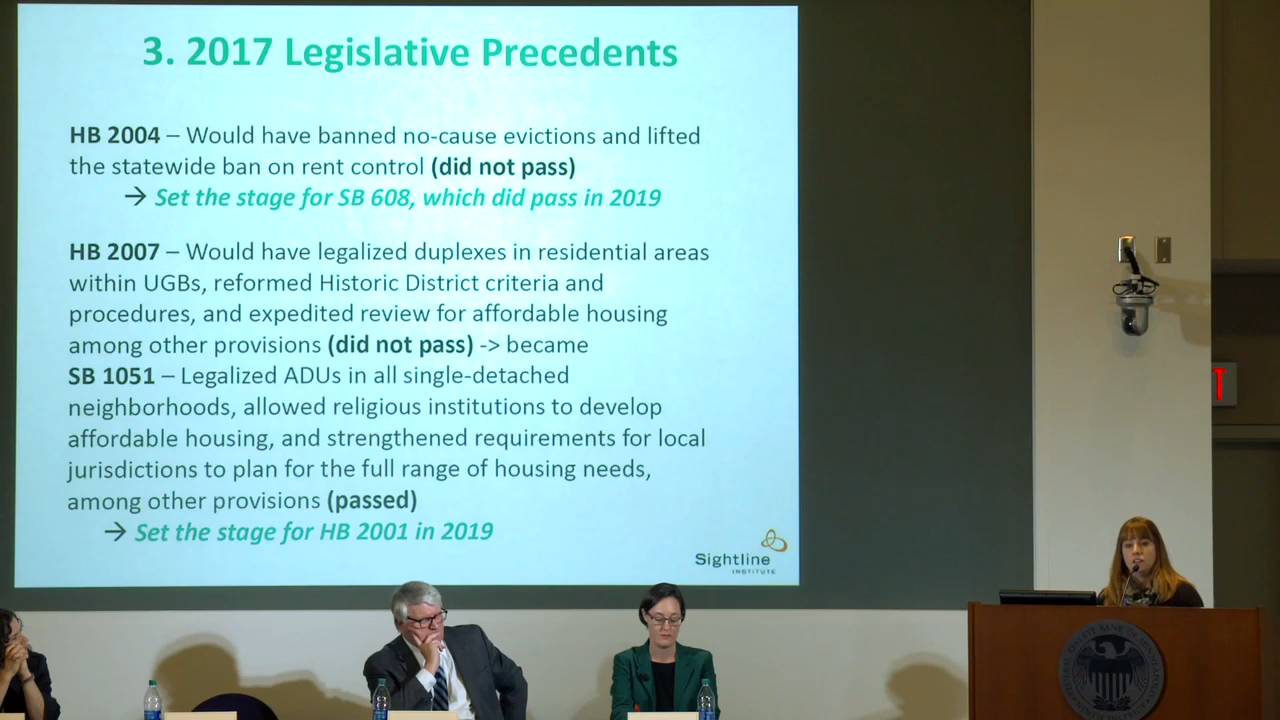 3. 2017 Legislative Precedents
HB 2004 – Would have banned no-cause evictions and lifted
the statewide ban on rent control (did not pass)
→ Set the stage for SB 608, which did pass in 2019
HB 2007 – Would have legalized duplexes in residential areas
within UGBs, reformed Historic District criteria and
procedures, and expedited review for affordable housing
among other provisions (did not pass) -> became
SB 1051 – Legalized ADUs in all single-detached
neighborhoods, allowed religious institutions to develop
affordable housing, and strengthened requirements for local
jurisdictions to plan for the full range of housing needs,
among other provisions (passed)
→ Set the stage for HB 2001 in 2019
Sightline
INSTITUTE